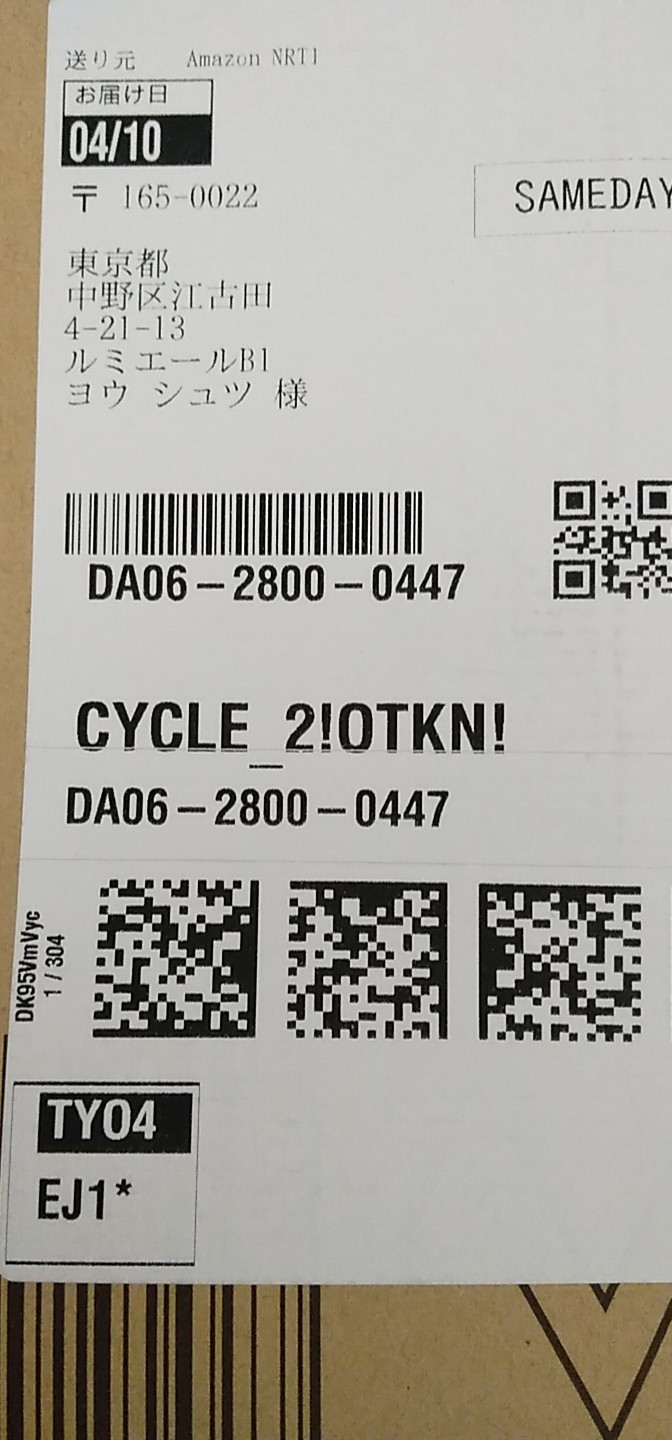 送り元 Amazon NRT1
お届け日
04/10
〒 165-0022
SAMEDAY
東京都
中野区江古田
4-21-13
ルミエールB1
ヨウ シュツ 様
DA06-2800-0447
CYCLE_2!OTKN!
DA06-2800-0447
DK95VmVyc
1/304
TY04
EJ1*